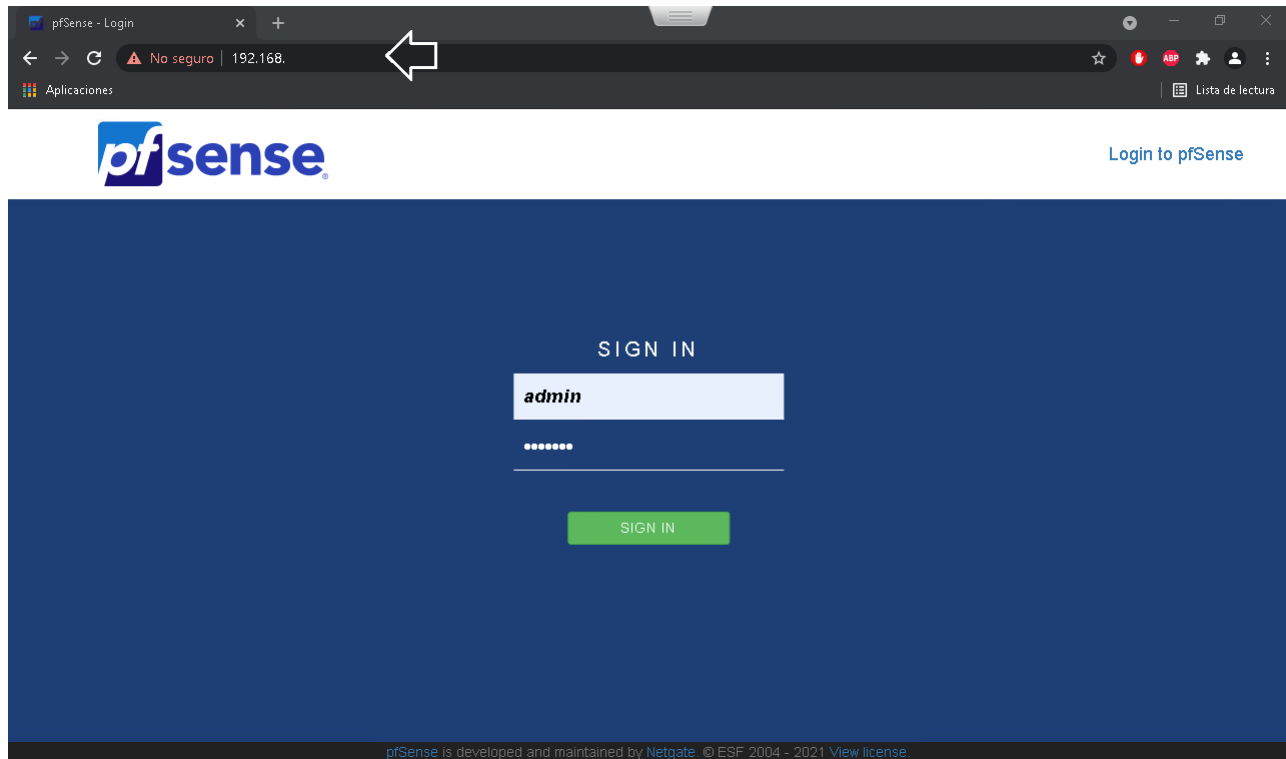 pfSense - Login
No seguro | 192.168.
ABP
Aplicaciones
Lista de lectura
pfsense
Login to pfSense
SIGN IN
admin
•••••••
SIGN IN
pfSense is developed and maintained by Netgate. © ESF 2004 - 2021 View license.